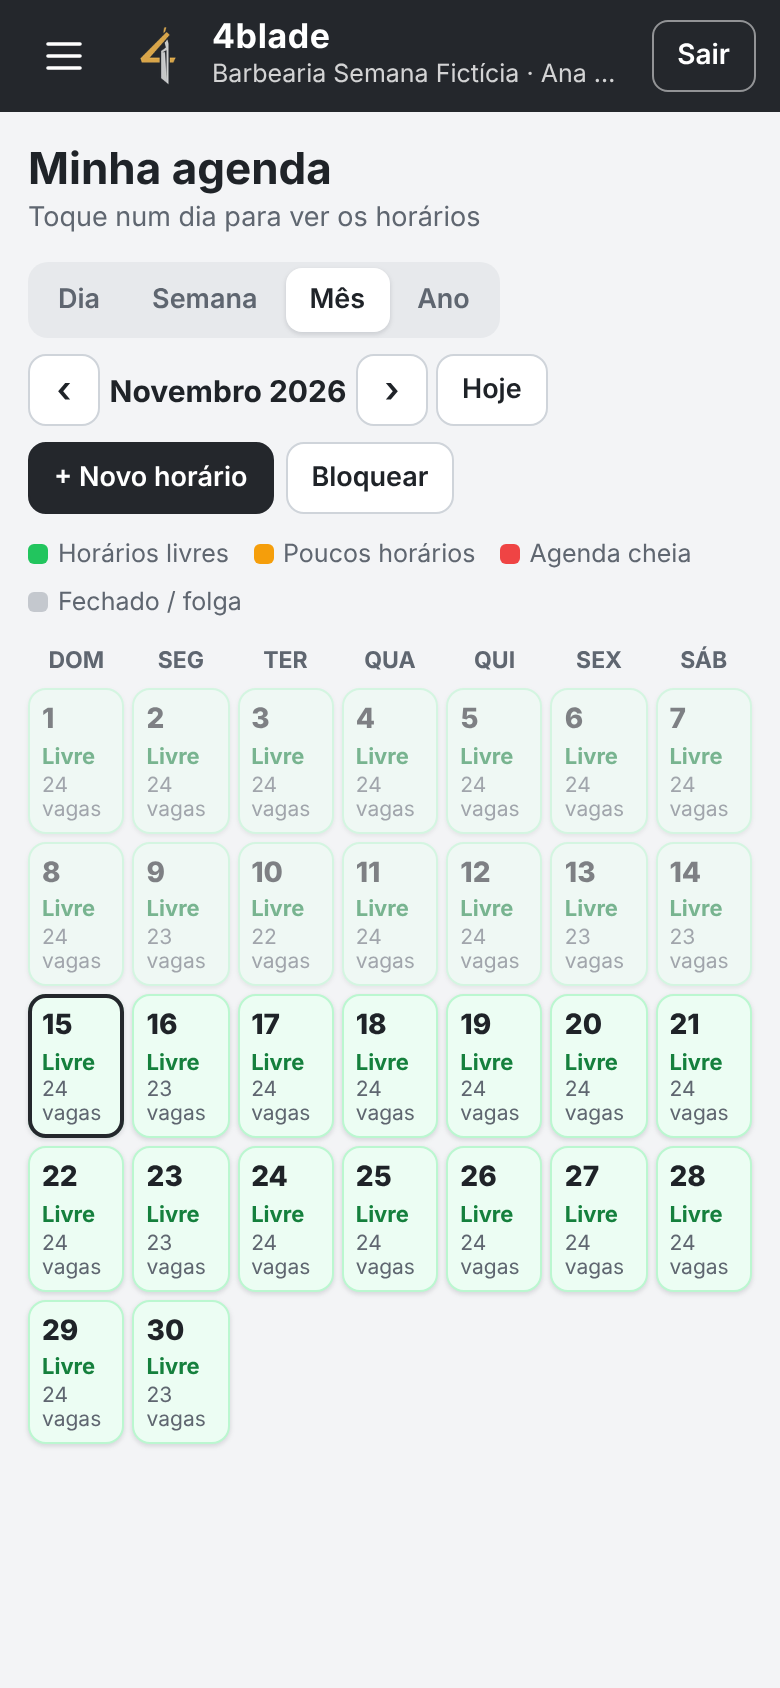 4blade
Barbearia Semana Fictícia · Ana ...
Sair
Minha agenda
Toque num dia para ver os horários
Dia Semana Mês Ano
‹ Novembro 2026 › Hoje
+ Novo horário Bloquear
Horários livres Poucos horários Agenda cheia
Fechado / folga
DOM SEG TER QUA QUI SEX SÁB
1 2 3 4 5 6 7
Livre Livre Livre Livre Livre Livre Livre
24 24 24 24 24 24 24
vagas vagas vagas vagas vagas vagas vagas
8 9 10 11 12 13 14
Livre Livre Livre Livre Livre Livre Livre
24 23 22 24 24 23 23
vagas vagas vagas vagas vagas vagas vagas
15 16 17 18 19 20 21
Livre Livre Livre Livre Livre Livre Livre
24 23 24 24 24 24 24
vagas vagas vagas vagas vagas vagas vagas
22 23 24 25 26 27 28
Livre Livre Livre Livre Livre Livre Livre
24 23 24 24 24 24 24
vagas vagas vagas vagas vagas vagas vagas
29 30
Livre Livre
24 23
vagas vagas